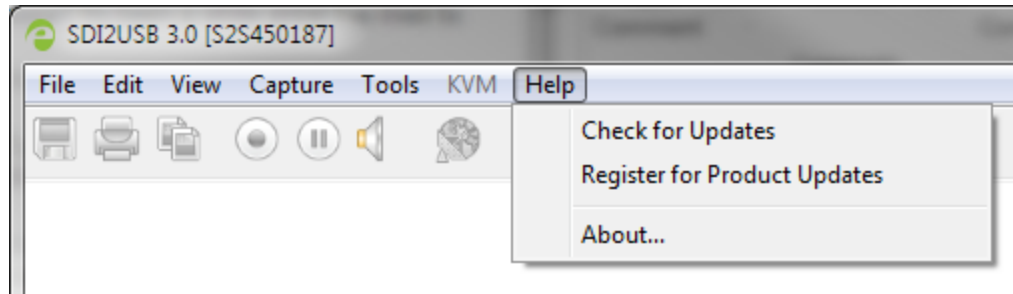 SDI2USB 3.0 [S2S450187]
File Edit View Capture Tools KVM Help
Check for Updates
Register for Product Updates
About...